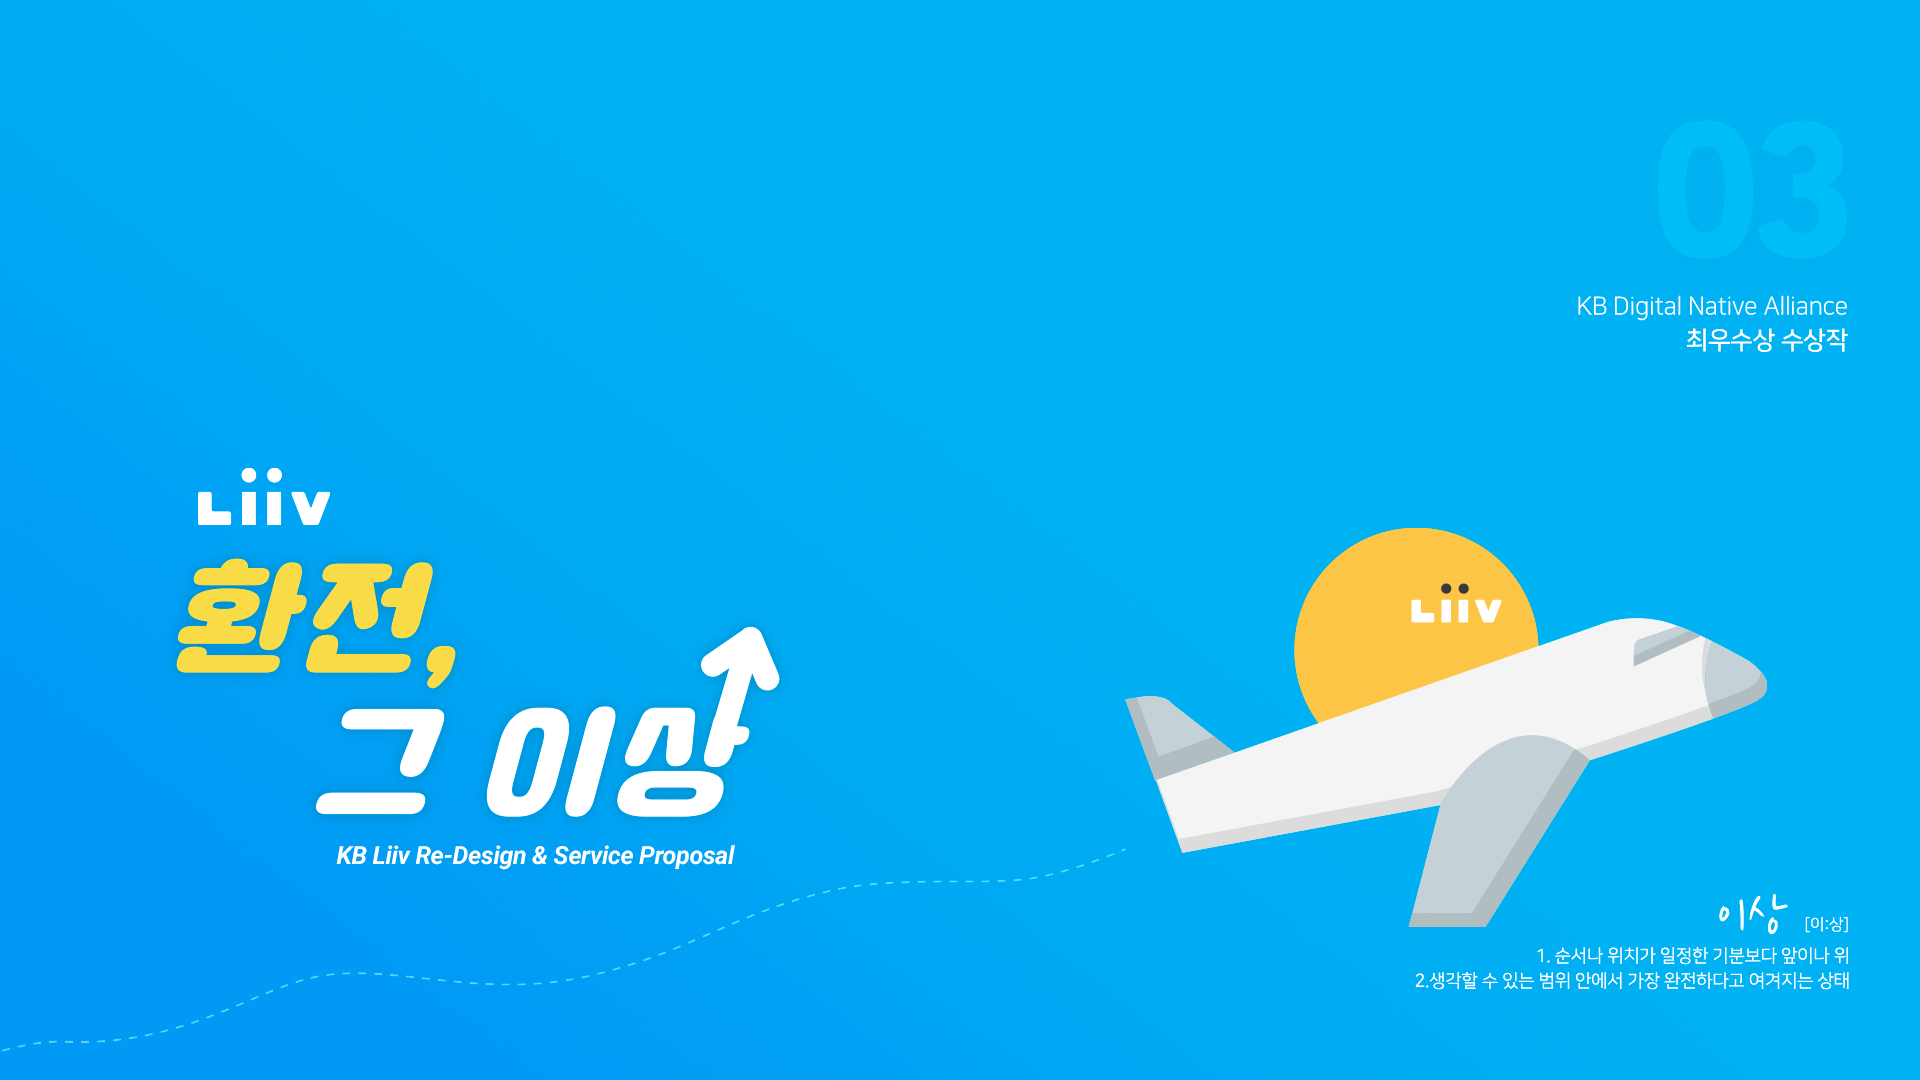 03
KB Digital Native Alliance
최우수상 수상작
Liiv
환전,
그 이상
KB Liiv Re-Design & Service Proposal
Liiv
이상 [이:상]
1. 순서나 위치가 일정한 기분보다 앞이나 위
2.생각할 수 있는 범위 안에서 가장 완전하다고 여겨지는 상태